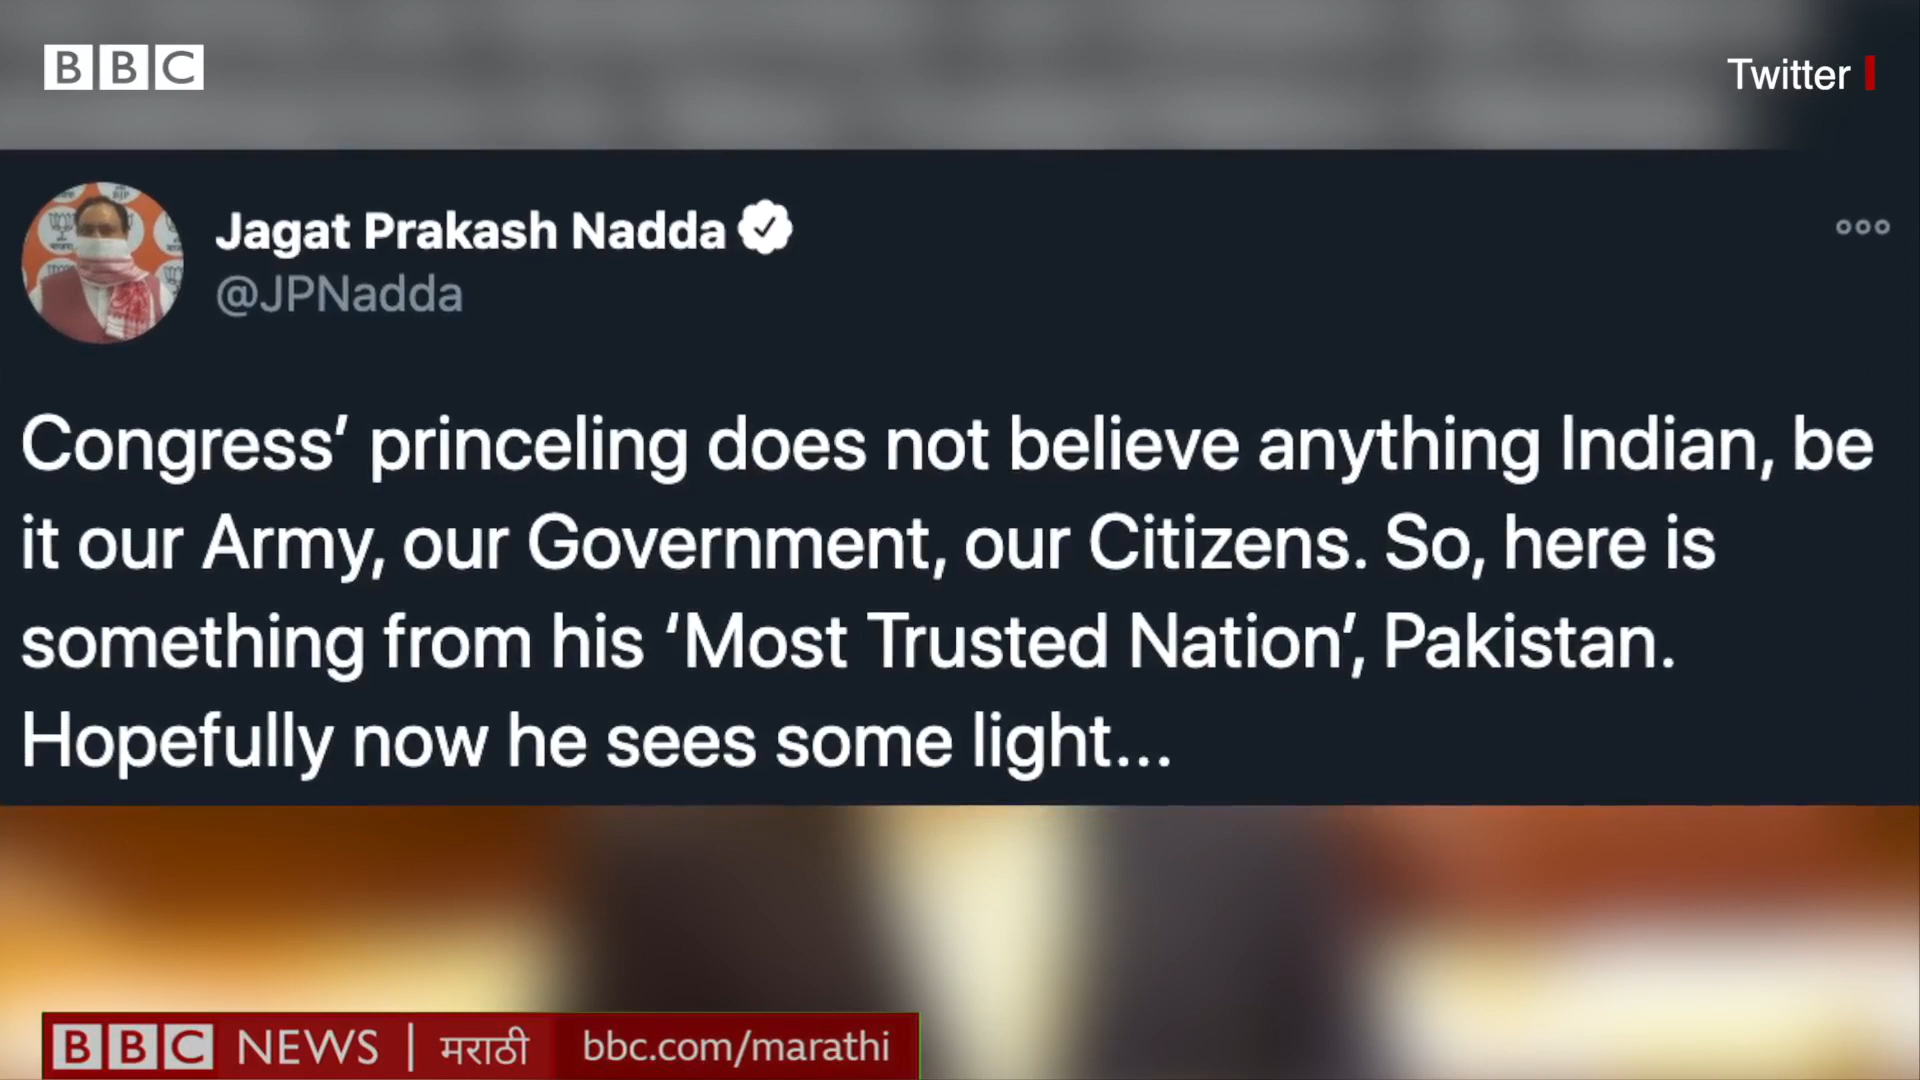 BBC
Twitter
Jagat Prakash Nadda
@JPNadda
Congress’ princeling does not believe anything Indian, be
it our Army, our Government, our Citizens. So, here is
something from his ‘Most Trusted Nation’, Pakistan.
Hopefully now he sees some light...
BBC NEWS | मराठी bbc.com/marathi